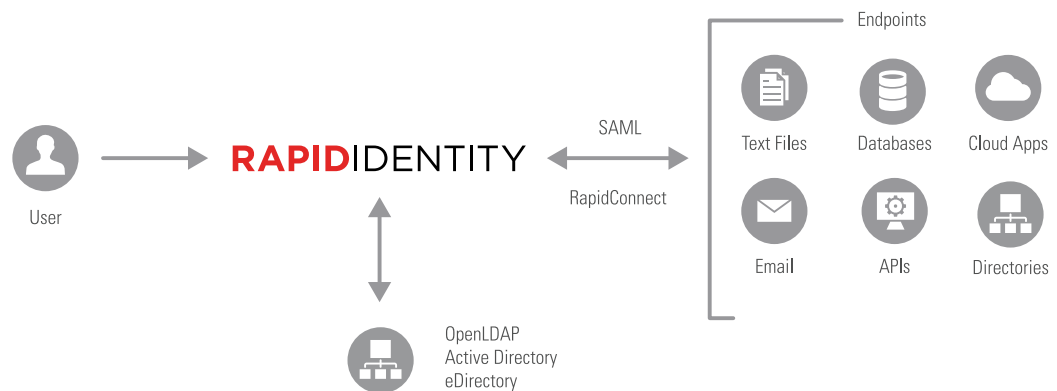 Endpoints
SAML
RapidConnect
Text Files
Databases
Cloud Apps
User
RAPIDIDENTITY
Email
APIs
Directories
OpenLDAP
Active Directory
eDirectory